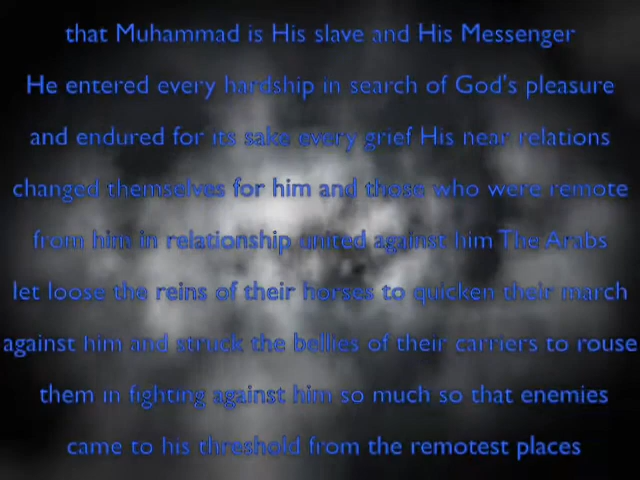 that Muhammad is His slave and His Messenger
He entered every hardship in search of God's pleasure
and endured for its sake every grief His near relations
changed themselves for him and those who were remote
from him in relationship united against him The Arabs
let loose the reins of their horses to quicken their march
against him and struck the bellies of their carriers to rouse
them in fighting against him so much so that enemies
came to his threshold from the remotest places